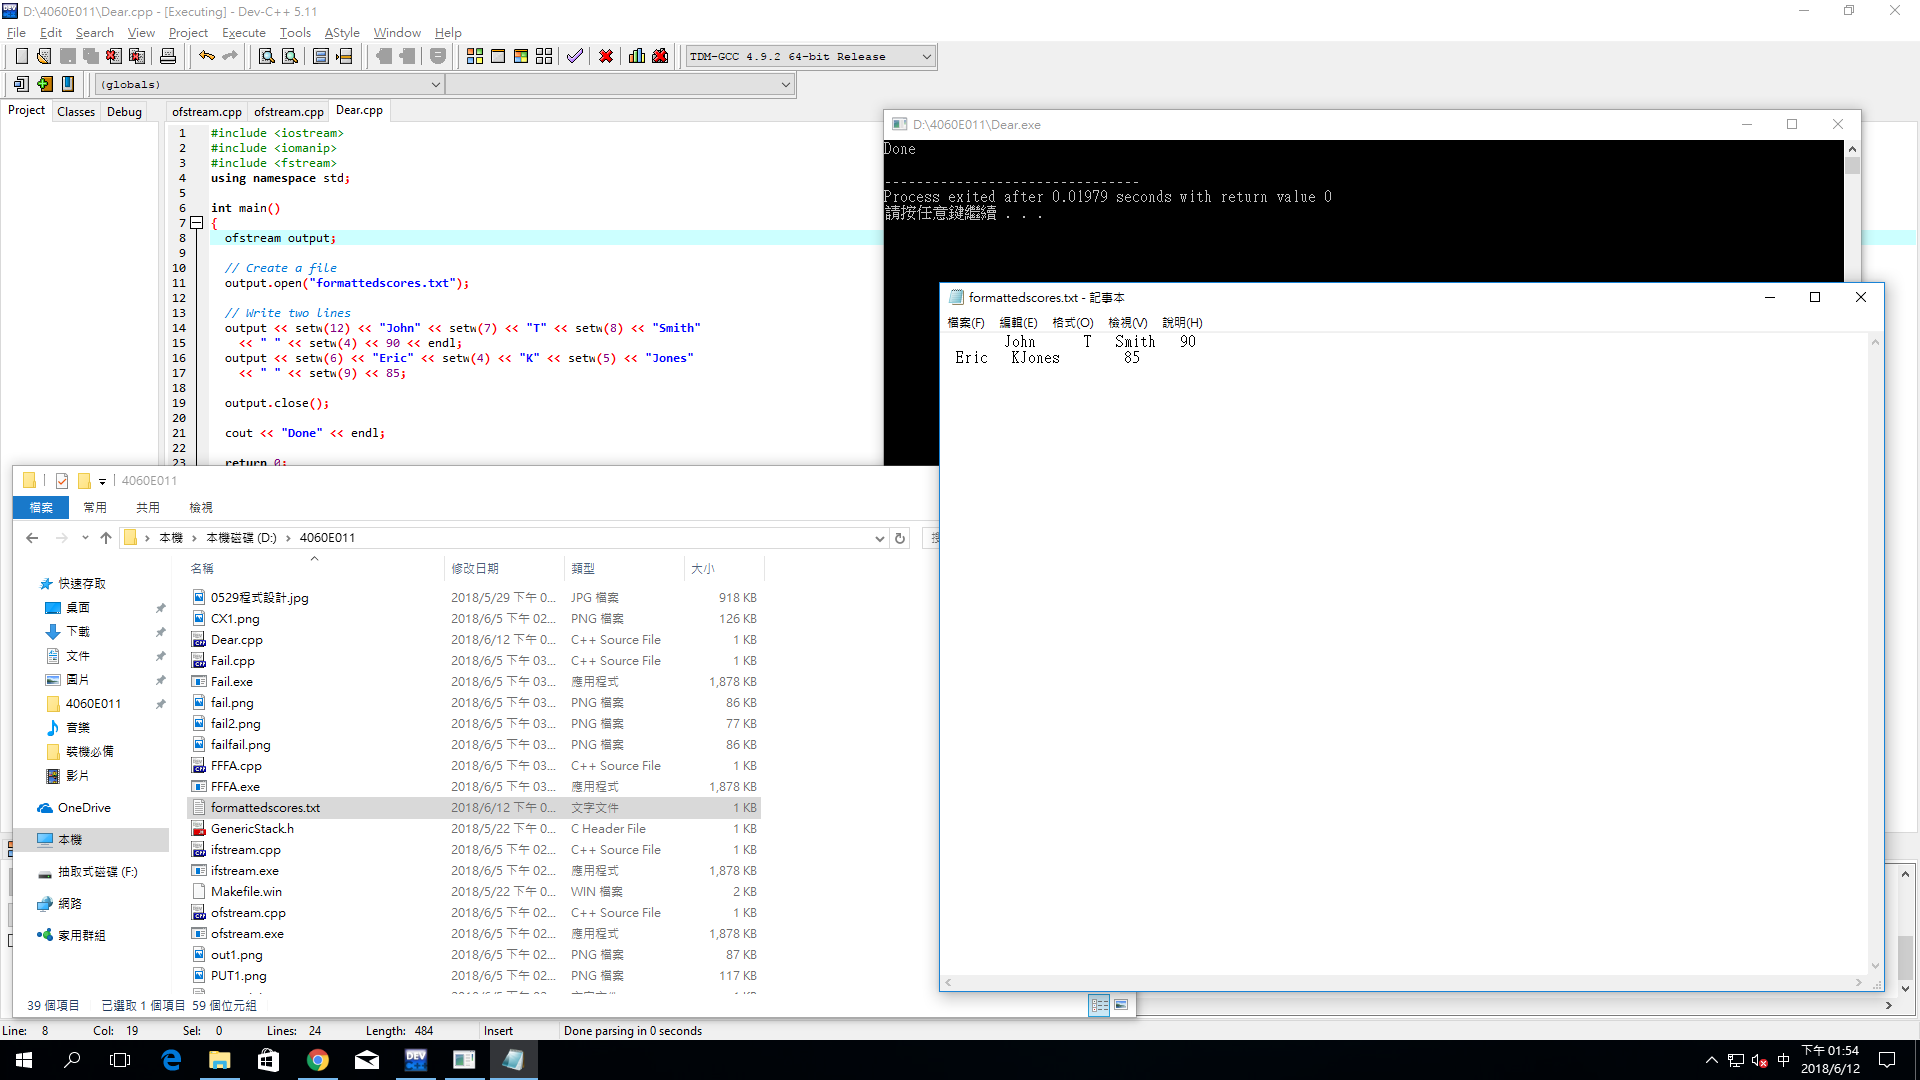 D:\4060E011\Dear.cpp - [Executing] - Dev-C++ 5.11
File Edit Search View Project Execute Tools AStyle Window Help
TDM-GCC 4.9.2 64-bit Release
(globals)
Project Classes Debug
ofstream.cpp ofstream.cpp Dear.cpp
1 #include <iostream>
2 #include <iomanip>
3 #include <fstream>
4 using namespace std;
5
6 int main()
7 {
8 ofstream output;
9
10 // Create a file
11 output.open("formattedscores.txt");
12
13 // Write two lines
14 output << setw(12) << "John" << setw(7) << "T" << setw(8) << "Smith"
15 << " " << setw(4) << 90 << endl;
16 output << setw(6) << "Eric" << setw(4) << "K" << setw(5) << "Jones"
17 << " " << setw(9) << 85;
18
19 output.close();
20
21 cout << "Done" << endl;
22
23 return 0;
D:\4060E011\Dear.exe
Done
--------------------------------
Process exited after 0.01979 seconds with return value 0
請按任意鍵繼續 . . .
formattedscores.txt - 記事本
檔案(F) 編輯(E) 格式(O) 檢視(V) 說明(H)
John T Smith 90
Eric KJones 85
4060E011
檔案 常用 共用 檢視
本機 › 本機磁碟 (D:) › 4060E011
快速存取
桌面
下載
文件
圖片
4060E011
音樂
裝機必備
影片
OneDrive
本機
抽取式磁碟 (F:)
網路
家用群組
名稱 修改日期 類型 大小
0529程式設計.jpg 2018/5/29 下午 0... JPG 檔案 918 KB
CX1.png 2018/6/5 下午 02... PNG 檔案 126 KB
Dear.cpp 2018/6/12 下午 0... C++ Source File 1 KB
Fail.cpp 2018/6/5 下午 03... C++ Source File 1 KB
Fail.exe 2018/6/5 下午 03... 應用程式 1,878 KB
fail.png 2018/6/5 下午 03... PNG 檔案 86 KB
fail2.png 2018/6/5 下午 03... PNG 檔案 77 KB
failfail.png 2018/6/5 下午 03... PNG 檔案 86 KB
FFFA.cpp 2018/6/5 下午 03... C++ Source File 1 KB
FFFA.exe 2018/6/5 下午 03... 應用程式 1,878 KB
formattedscores.txt 2018/6/12 下午 0... 文字文件 1 KB
GenericStack.h 2018/5/22 下午 0... C Header File 1 KB
ifstream.cpp 2018/6/5 下午 02... C++ Source File 1 KB
ifstream.exe 2018/6/5 下午 02... 應用程式 1,878 KB
Makefile.win 2018/5/22 下午 0... WIN 檔案 2 KB
ofstream.cpp 2018/6/5 下午 02... C++ Source File 1 KB
ofstream.exe 2018/6/5 下午 02... 應用程式 1,878 KB
out1.png 2018/6/5 下午 02... PNG 檔案 87 KB
PUT1.png 2018/6/5 下午 02... PNG 檔案 117 KB
39 個項目 已選取 1 個項目 59 個位元組
Line: 8 Col: 19 Sel: 0 Lines: 24 Length: 484 Insert Done parsing in 0 seconds
DEV
中
下午 01:54
2018/6/12